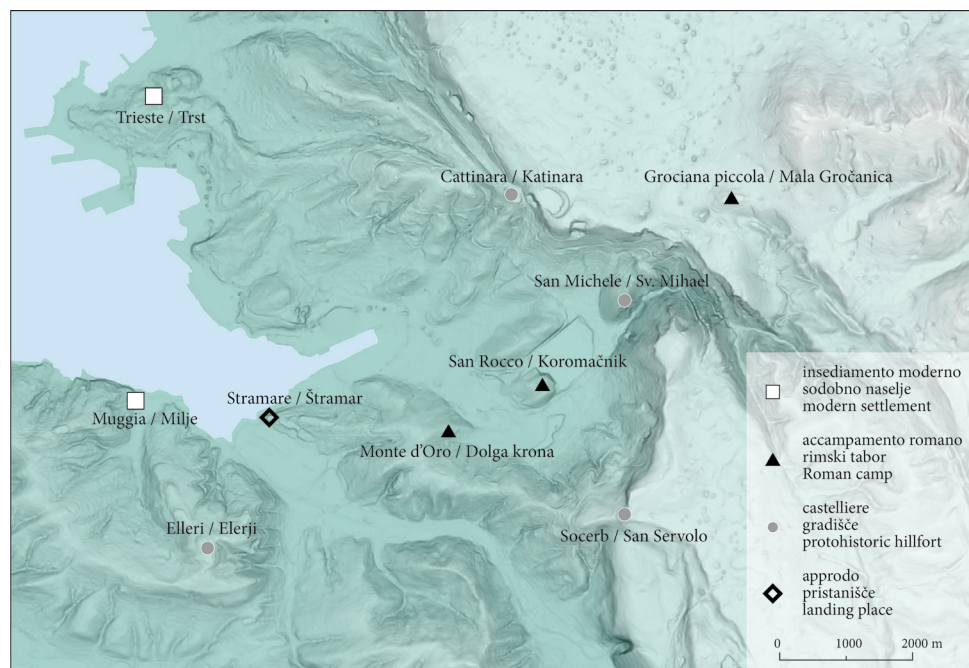 Trieste / Trst
Cattinara / Katinara
Grociana piccola / Mala Gročanica
San Michele / Sv. Mihael
San Rocco / Koromačnik
Stramare / Štramar
Muggia / Milje
Monte d’Oro / Dolga krona
Elleri / Elerji
Socerb / San Servolo
insediamento moderno
sodobno naselje
modern settlement
accampamento romano
rimski tabor
Roman camp
castelliere
gradišče
protohistoric hillfort
approdo
pristanišče
landing place
0 1000 2000 m